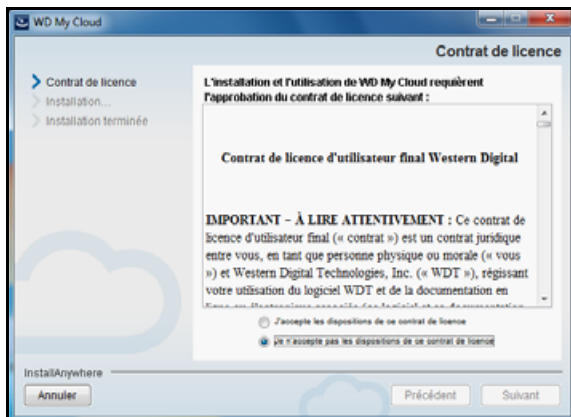 WD My Cloud
Contrat de licence
Contrat de licence
Installation...
Installation terminée
L'installation et l'utilisation de WD My Cloud requièrent
l'approbation du contrat de licence suivant :
Contrat de licence d'utilisateur final Western Digital
IMPORTANT – À LIRE ATTENTIVEMENT : Ce contrat de
licence d'utilisateur final (« contrat ») est un contrat juridique
entre vous, en tant que personne physique ou morale (« vous
») et Western Digital Technologies, Inc. (« WDT »), régissant
votre utilisation du logiciel WDT et de la documentation en
J'accepte les dispositions de ce contrat de licence
Je n'accepte pas les dispositions de ce contrat de licence
InstallAnywhere
Annuler
Précédent
Suivant